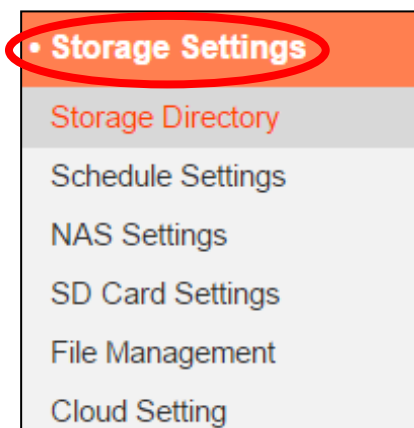 • Storage Settings
Storage Directory
Schedule Settings
NAS Settings
SD Card Settings
File Management
Cloud Setting